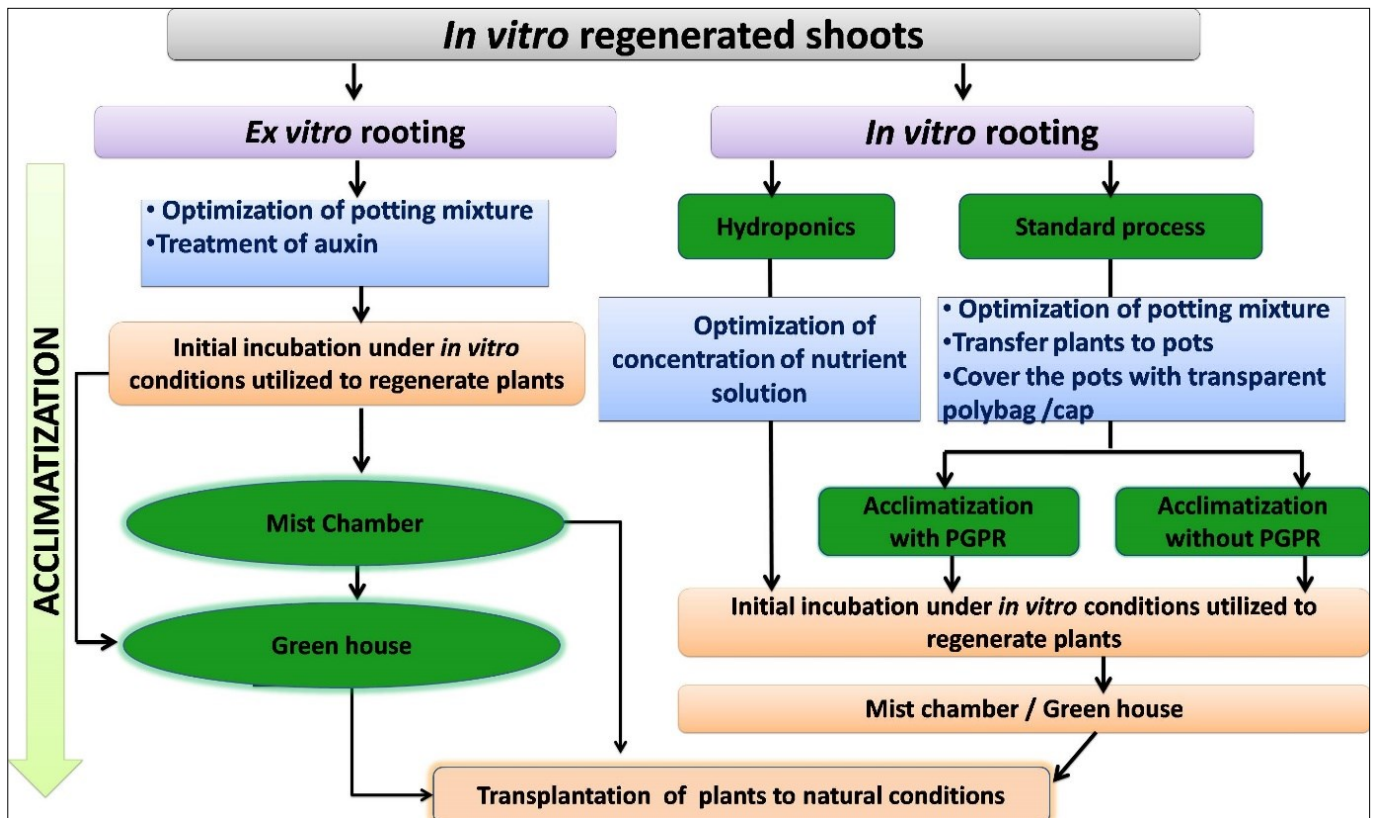 In vitro regenerated shoots
Ex vitro rooting
In vitro rooting
ACCLIMATIZATION
• Optimization of potting mixture
•Treatment of auxin
Initial incubation under in vitro
conditions utilized to regenerate plants
Mist Chamber
Green house
Hydroponics
Standard process
Optimization of
concentration of nutrient
solution
• Optimization of potting mixture
•Transfer plants to pots
•Cover the pots with transparent
polybag /cap
Acclimatization
with PGPR
Acclimatization
without PGPR
Initial incubation under in vitro conditions utilized to
regenerate plants
Mist chamber / Green house
Transplantation of plants to natural conditions